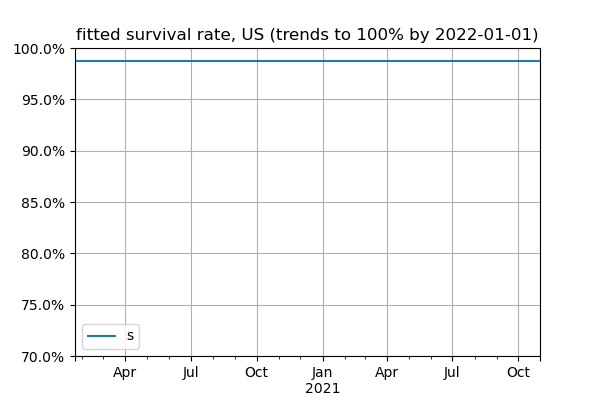 fitted survival rate, US (trends to 100% by 2022-01-01)
100.0%
95.0%
90.0%
85.0%
80.0%
75.0%
70.0%
s
Apr Jul Oct Jan Apr Jul Oct
2021